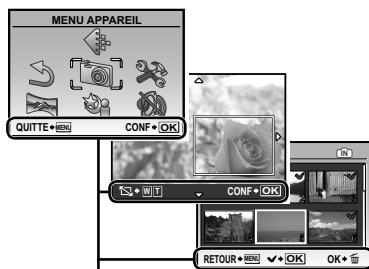 MENU APPAREIL
QUITTE MENU CONF OK
W T CONF OK
IN
RETOUR MENU OK OK